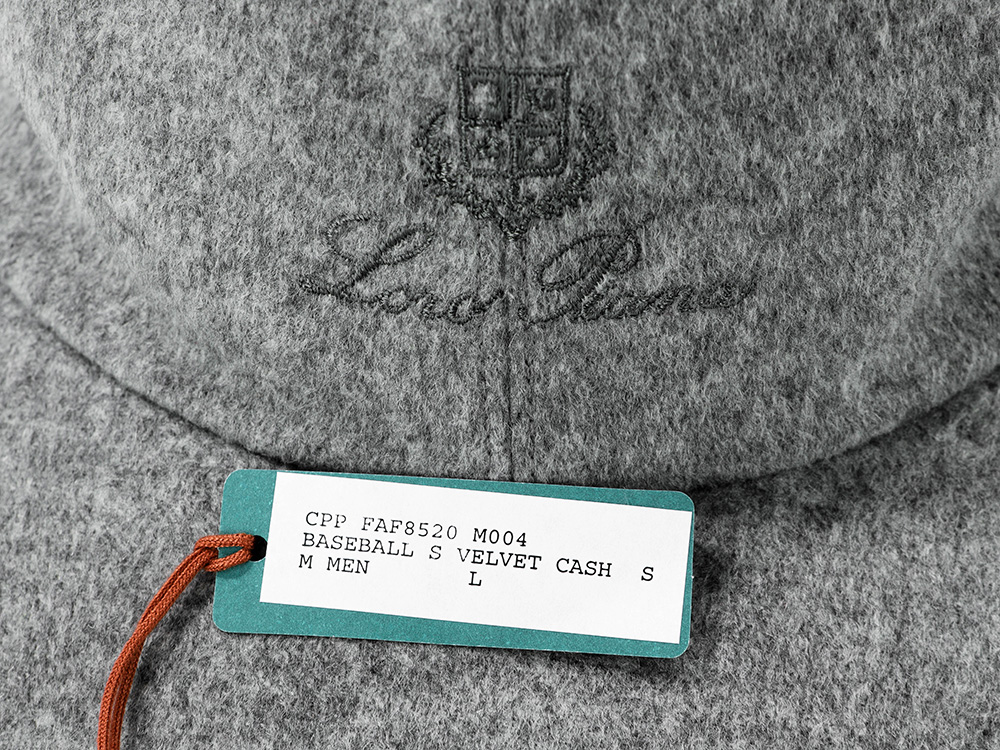 Loro Piana
CPP FAF8520 M004
BASEBALL S VELVET CASH S
M MEN L